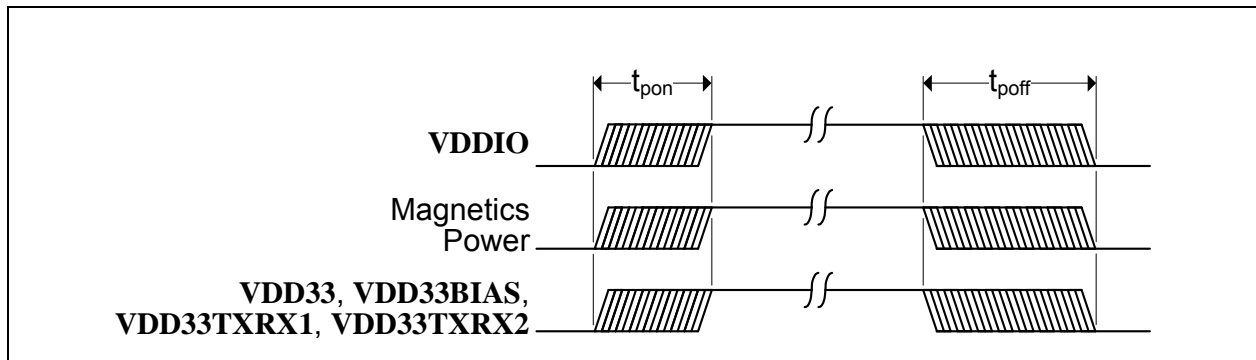 tpon
tpoff
VDDIO
Magnetics
Power
VDD33, VDD33BIAS,
VDD33TXRX1, VDD33TXRX2